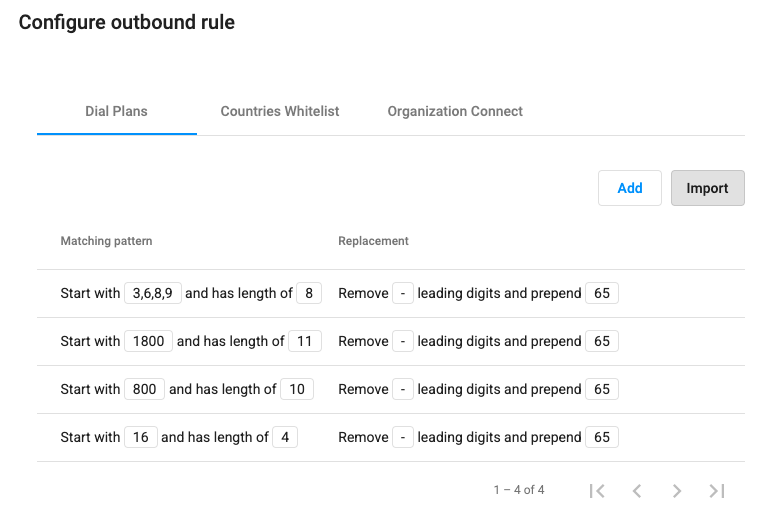 Configure outbound rule
Dial Plans Countries Whitelist Organization Connect
Add Import
Matching pattern Replacement
Start with 3,6,8,9 and has length of 8 Remove - leading digits and prepend 65
Start with 1800 and has length of 11 Remove - leading digits and prepend 65
Start with 800 and has length of 10 Remove - leading digits and prepend 65
Start with 16 and has length of 4 Remove - leading digits and prepend 65
1 – 4 of 4